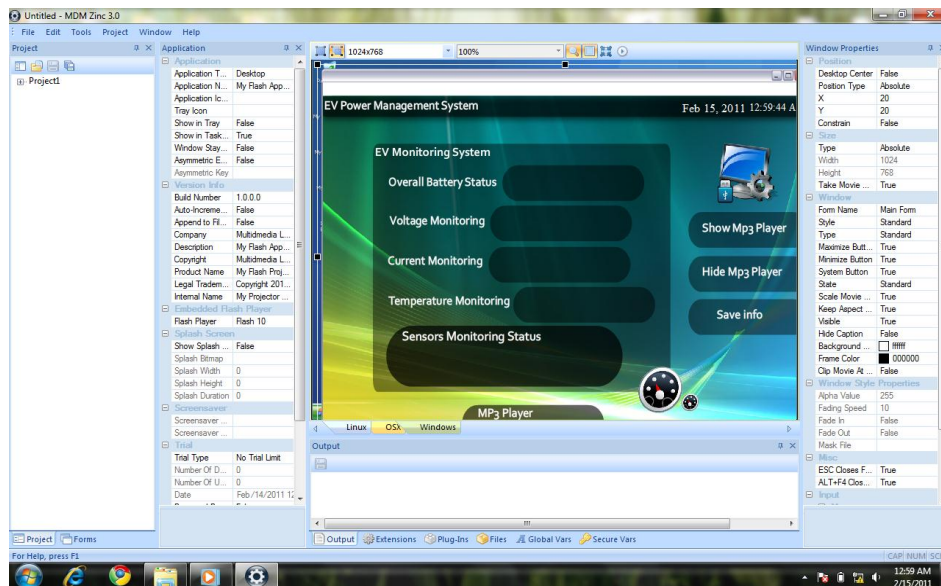 Untitled - MDM Zinc 3.0
File Edit Tools Project Window Help
Project
Project1
Project Forms
Application
Application
Application T... Desktop
Application N... My Flash App...
Application Ic...
Tray Icon
Show in Tray False
Show in Task... True
Window Stay... False
Asymmetric E... False
Asymmetric Key
Version Info
Build Number 1.0.0.0
Auto-Increme... False
Append to Fil... False
Company Multidmedia L...
Description My Flash App...
Copyright Multidmedia L...
Product Name My Flash Proj...
Legal Tradem... Copyright 201...
Internal Name My Projector ...
Embedded Flash Player
Flash Player Flash 10
Splash Screen
Show Splash ... False
Splash Bitmap
Splash Width 0
Splash Height 0
Splash Duration 0
Screensaver
Screensaver ...
Screensaver ...
Trial
Trial Type No Trial Limit
Number Of D... 0
Number Of U... 0
Date Feb/14/2011 12
1024x768 100%
EV Power Management System Feb 15, 2011 12:59:44 A
EV Monitoring System
Overall Battery Status
Voltage Monitoring
Current Monitoring
Temperature Monitoring
Sensors Monitoring Status
MP3 Player
Show Mp3 Player
Hide Mp3 Player
Save info
Linux OSX Windows
Output
Output Extensions Plug-Ins Files Global Vars Secure Vars
Window Properties
Position
Desktop Center False
Position Type Absolute
X 20
Y 20
Constrain False
Size
Type Absolute
Width 1024
Height 768
Take Movie ... True
Window
Form Name Main Form
Style Standard
Type Standard
Maximize Butt... True
Minimize Button True
System Button True
State Standard
Scale Movie ... True
Keep Aspect ... True
Visible True
Hide Caption False
Background ... ffffff
Frame Color 000000
Clip Movie At ... False
Window Style Properties
Alpha Value 255
Fading Speed 10
Fade In False
Fade Out False
Mask File
Misc
ESC Closes F... True
ALT+F4 Clos... True
Input
For Help, press F1
CAP NUM SC
12:59 AM
2/15/2011